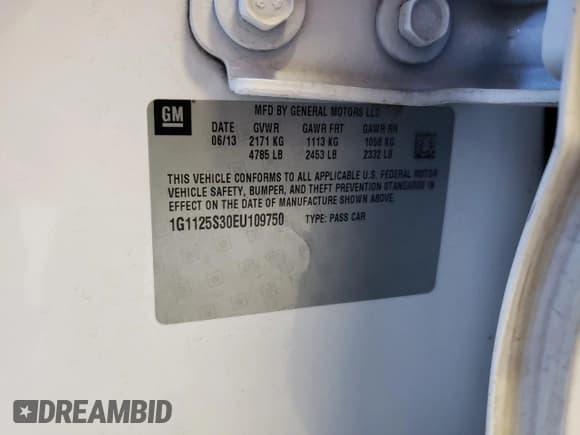 GM
MFD BY GENERAL MOTORS LLC
DATE GVWR GAWR FRT GAWR RR
06/13 2171 KG 1113 KG 1058 KG
4785 LB 2453 LB 2332 LB
THIS VEHICLE CONFORMS TO ALL APPLICABLE U.S. FEDERAL MOTOR
VEHICLE SAFETY, BUMPER, AND THEFT PREVENTION STANDARDS IN
EFFECT ON THE DATE OF MANUFACTURE SHOWN ABOVE.
1G1125S30EU109750 TYPE: PASS CAR
DREAMBID